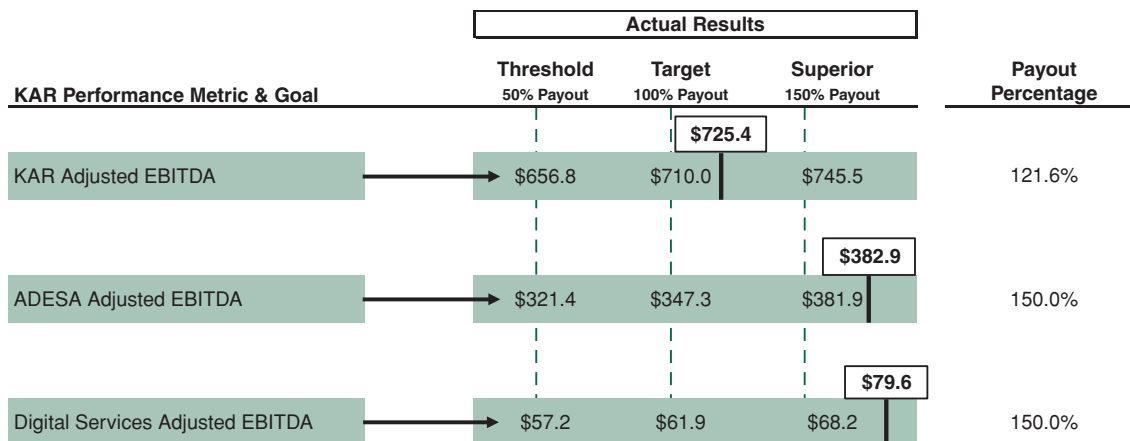 Actual Results
Threshold Target Superior Payout
KAR Performance Metric & Goal 50% Payout 100% Payout 150% Payout Percentage
$725.4
KAR Adjusted EBITDA $656.8 $710.0 $745.5 121.6%
$382.9
ADESA Adjusted EBITDA $321.4 $347.3 $381.9 150.0%
$79.6
Digital Services Adjusted EBITDA $57.2 $61.9 $68.2 150.0%